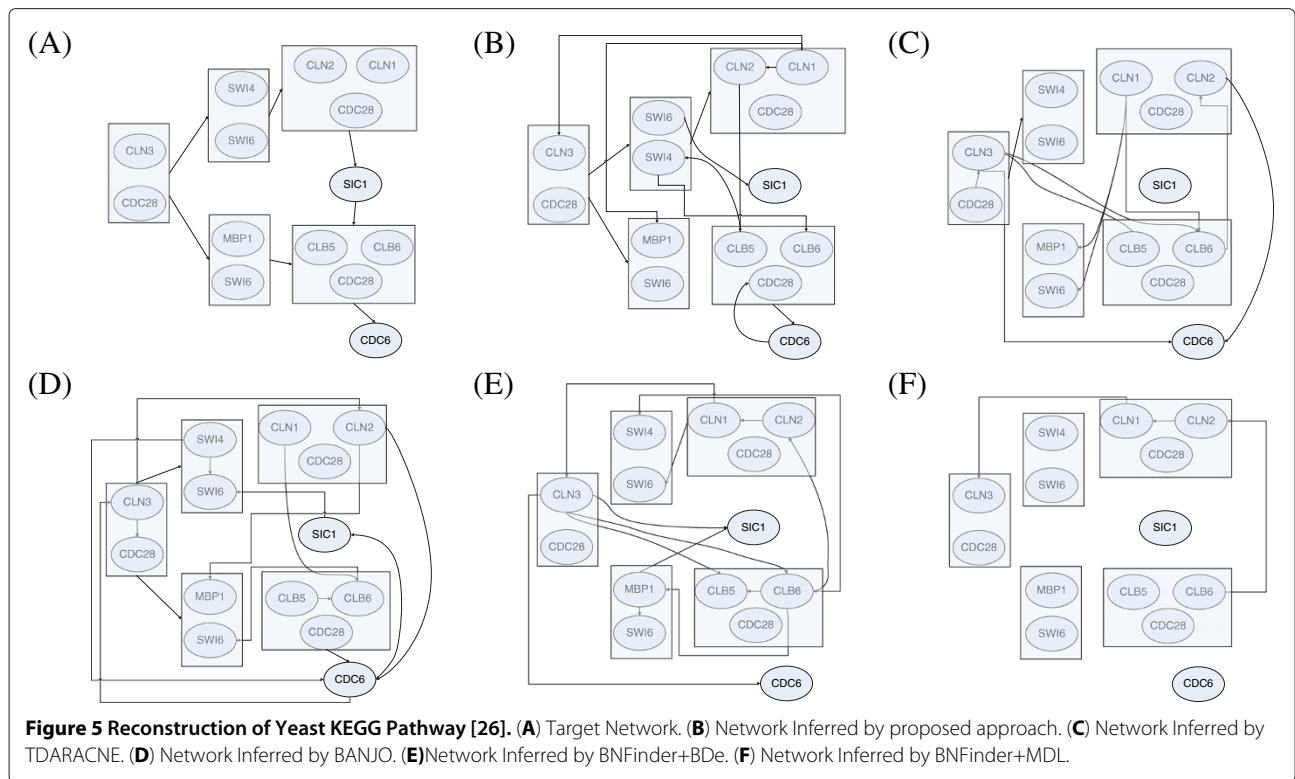 (A)
CLN2
CLN1
CDC28
SWI4
SWI6
CLN3
CDC28
SIC1
MBP1
SWI6
CLB5
CLB6
CDC28
CDC6
(B)
CLN2
CLN1
CDC28
SWI6
SWI4
CLN3
CDC28
SIC1
MBP1
SWI6
CLB5
CLB6
CDC28
CDC6
(C)
SWI4
SWI6
CLN1
CLN2
CDC28
CLN3
CDC28
SIC1
MBP1
SWI6
CLB5
CLB6
CDC28
CDC6
(D)
SWI4
SWI6
CLN1
CLN2
CDC28
CLN3
CDC28
SIC1
MBP1
SWI6
CLB5
CLB6
CDC28
CDC6
(E)
SWI4
SWI6
CLN1
CLN2
CDC28
CLN3
CDC28
SIC1
MBP1
SWI6
CLB5
CLB6
CDC28
CDC6
(F)
SWI4
SWI6
CLN1
CLN2
CDC28
CLN3
CDC28
SIC1
MBP1
SWI6
CLB5
CLB6
CDC28
CDC6
Figure 5 Reconstruction of Yeast KEGG Pathway [26]. (A) Target Network. (B) Network Inferred by proposed approach. (C) Network Inferred by
TDARACNE. (D) Network Inferred by BANJO. (E)Network Inferred by BNFinder+BDe. (F) Network Inferred by BNFinder+MDL.